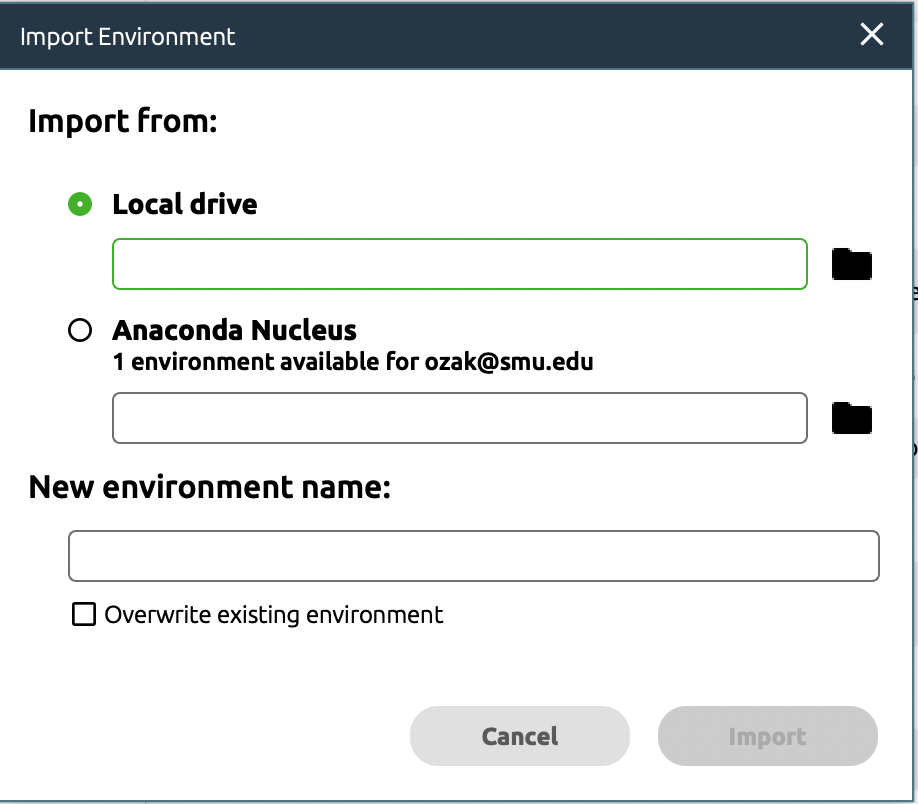 Import Environment
Import from:
Local drive
Anaconda Nucleus
1 environment available for ozak@smu.edu
New environment name:
Overwrite existing environment
Cancel
Import